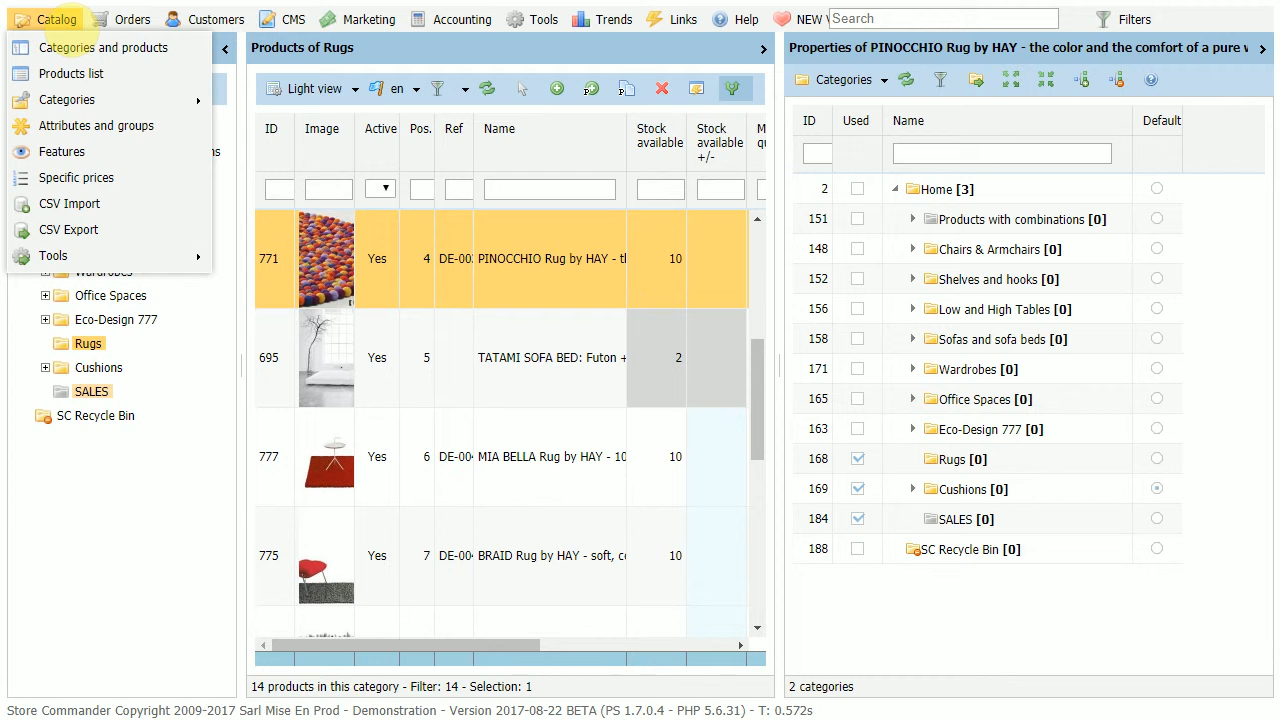 Catalog Orders Customers CMS Marketing Accounting Tools Trends Links Help NEW Search Filters
Categories and products
Products list
Categories
Attributes and groups
Features
Specific prices
CSV Import
CSV Export
Tools
Office Spaces
Eco-Design 777
Rugs
Cushions
SALES
SC Recycle Bin
Products of Rugs
Light view en
ID Image Active Pos. Ref Name Stock available Stock available +/-
771 Yes 4 PINOCCHIO Rug by HAY - 10
695 Yes 5 TATAMI SOFA BED: Futon + 2
777 Yes 6 MIA BELLA Rug by HAY - 10 10
775 Yes 7 BRAID Rug by HAY - soft, 10
14 products in this category - Filter: 14 - Selection: 1
Properties of PINOCCHIO Rug by HAY - the color and the comfort of a pure
Categories
ID Used Name Default
2 Home [3]
151 Products with combinations [0]
148 Chairs & Armchairs [0]
152 Shelves and hooks [0]
156 Low and High Tables [0]
158 Sofas and sofa beds [0]
171 Wardrobes [0]
165 Office Spaces [0]
163 Eco-Design 777 [0]
168 Rugs [0]
169 Cushions [0]
184 SALES [0]
188 SC Recycle Bin [0]
2 categories
Store Commander Copyright 2009-2017 Sarl Mise En Prod - Demonstration - Version 2017-08-22 BETA (PS 1.7.0.4 - PHP 5.6.31) - T: 0.572s